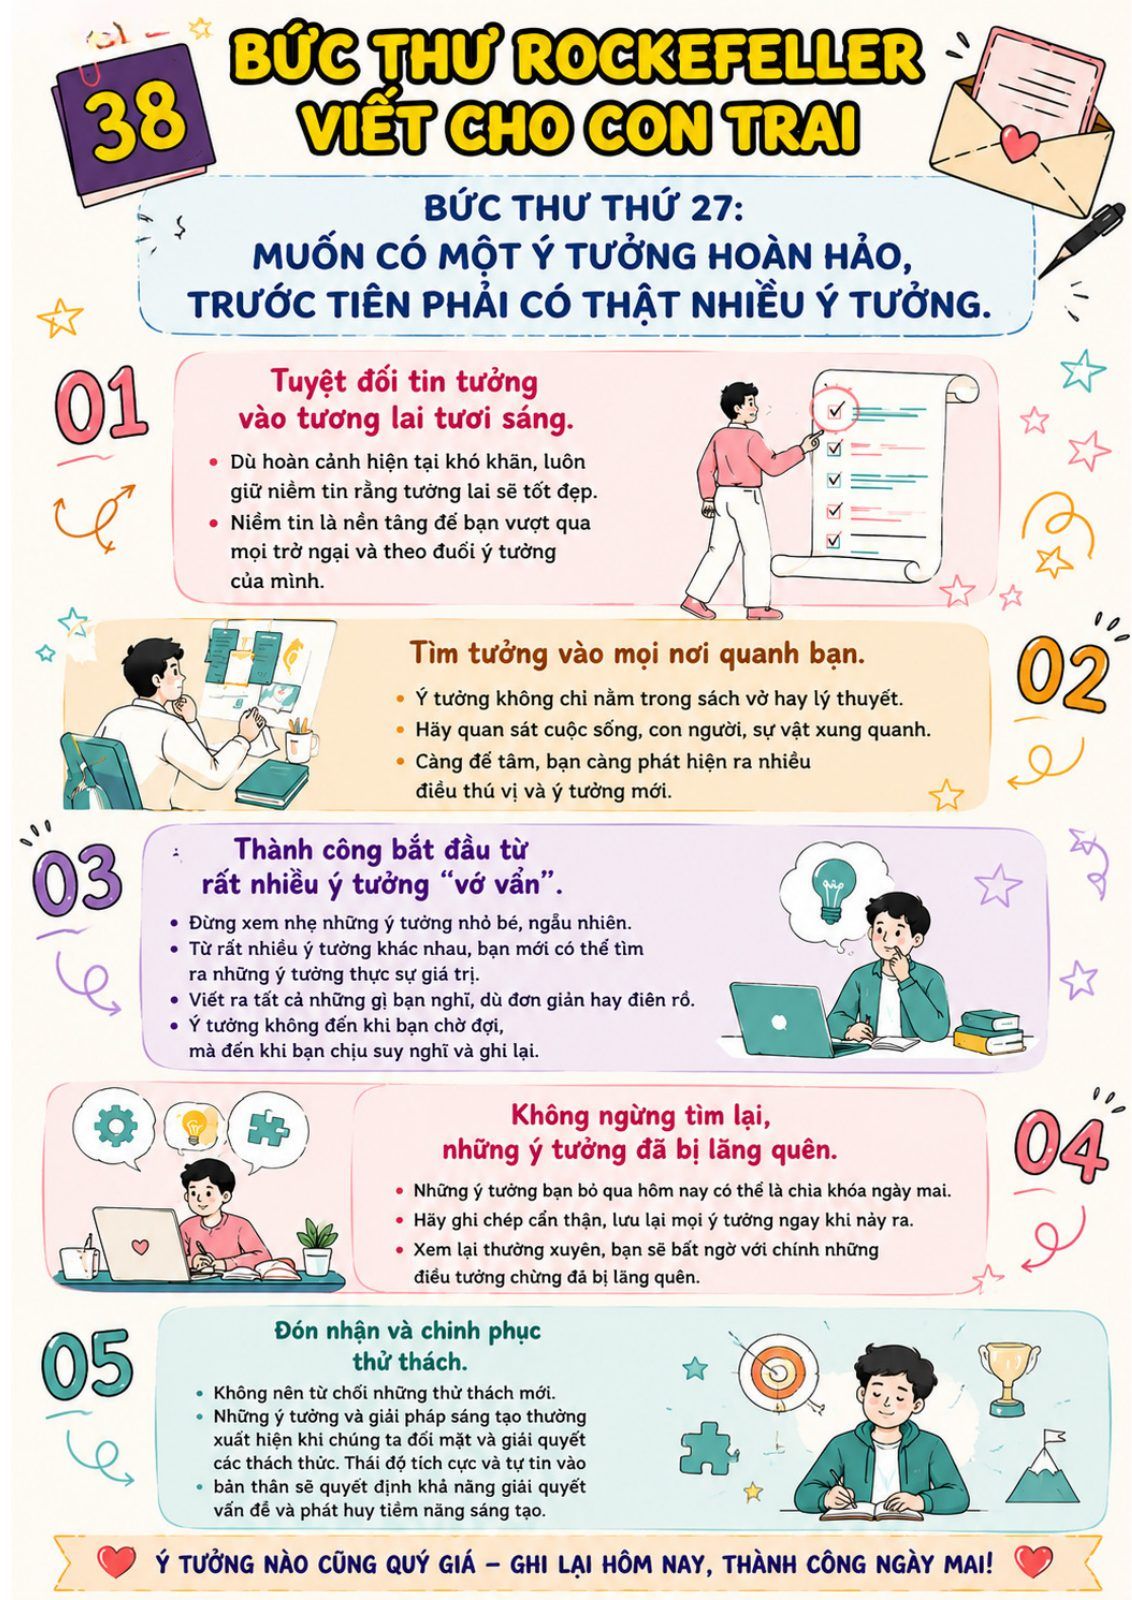 38
BỨC THƯ ROCKEFELLER
VIẾT CHO CON TRAI
BỨC THƯ THỨ 27:
MUỐN CÓ MỘT Ý TƯỞNG HOÀN HẢO,
TRƯỚC TIÊN PHẢI CÓ THẬT NHIỀU Ý TƯỞNG.
01
Tuyệt đối tin tưởng
vào tương lai tươi sáng.
• Dù hoàn cảnh hiện tại khó khăn, luôn
giữ niềm tin rằng tưởng lai sẽ tốt đẹp.
• Niềm tin là nền tâng để bạn vượt qua
mọi trở ngại và theo đuổi ý tưởng
của mình.
02
Tìm tưởng vào mọi nơi quanh bạn.
• Ý tưởng không chỉ nằm trong sách vở hay lý thuyết.
• Hãy quan sát cuộc sống, con người, sự vật xung quanh.
• Càng để tâm, bạn càng phát hiện ra nhiều
điều thú vị và ý tưởng mới.
03
Thành công bắt đầu từ
rất nhiều ý tưởng “vớ vẩn”.
• Đừng xem nhẹ những ý tưởng nhỏ bé, ngẫu nhiên.
• Từ rất nhiều ý tưởng khác nhau, bạn mới có thể tìm
ra những ý tưởng thực sự giá trị.
• Viết ra tất cả những gì bạn nghĩ, dù đơn giản hay điên rồ.
• Ý tưởng không đến khi bạn chờ đợi,
mà đến khi bạn chịu suy nghĩ và ghi lại.
04
Không ngừng tìm lại,
những ý tưởng đã bị lãng quên.
• Những ý tưởng bạn bỏ qua hôm nay có thể là chìa khóa ngày mai.
• Hãy ghi chép cẩn thận, lưu lại mọi ý tưởng ngay khi nảy ra.
• Xem lại thường xuyên, bạn sẽ bất ngờ với chính những
điều tưởng chừng đã bị lãng quên.
05
Đón nhận và chinh phục
thử thách.
• Không nên từ chối những thử thách mới.
• Những ý tưởng và giải pháp sáng tạo thường
xuất hiện khi chúng ta đối mặt và giải quyết
các thách thức. Thái độ tích cực và tự tin vào
• bản thân sẽ quyết định khả năng giải quyết
vấn đề và phát huy tiềm năng sáng tạo.
Ý TƯỞNG NÀO CŨNG QUÝ GIÁ – GHI LẠI HÔM NAY, THÀNH CÔNG NGÀY MAI!